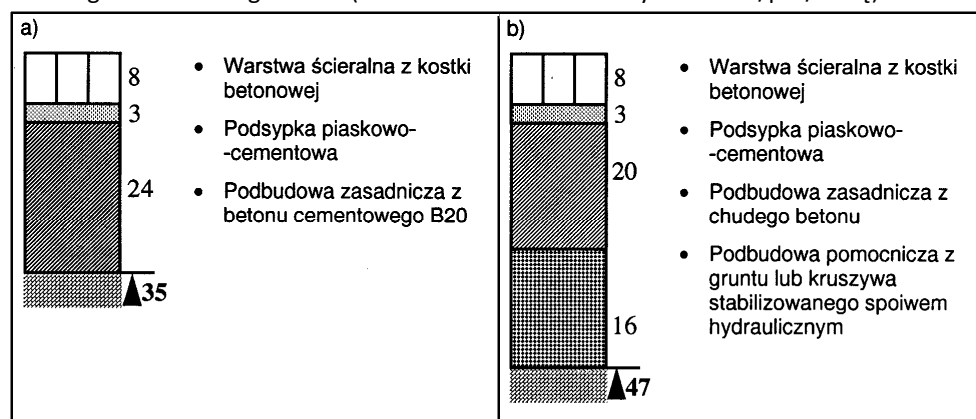 a)
8
3
24
35
• Warstwa ścieralna z kostki
betonowej
• Podsypka piaskowo-
-cementowa
• Podbudowa zasadnicza z
betonu cementowego B20
b)
8
3
20
16
47
• Warstwa ścieralna z kostki
betonowej
• Podsypka piaskowo-
-cementowa
• Podbudowa zasadnicza z
chudego betonu
• Podbudowa pomocnicza z
gruntu lub kruszywa
stabilizowanego spoiwem
hydraulicznym